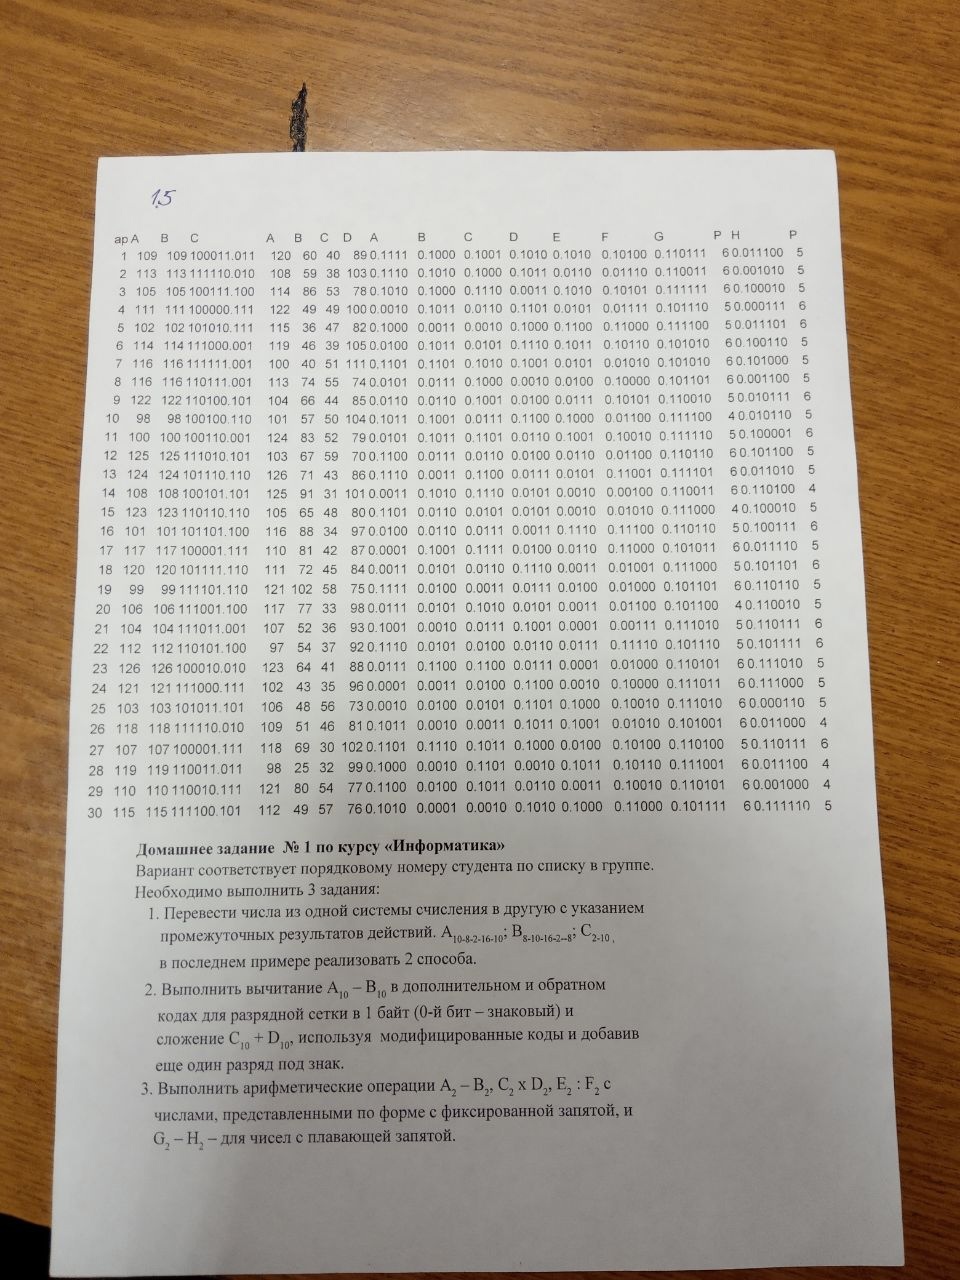 15
ар A B C A B C D A B C D E F G P H P
1 109 109 100011.011 120 60 40 89 0.1111 0.1000 0.1001 0.1010 0.1010 0.10100 0.110111 6 0.011100 5
2 113 113 111110.010 108 59 38 103 0.1110 0.1010 0.1000 0.1011 0.0110 0.01110 0.110011 6 0.001010 5
3 105 105 100111.100 114 86 53 78 0.1010 0.1000 0.1110 0.0011 0.1010 0.10101 0.111111 6 0.100010 5
4 111 111 100000.111 122 49 49 100 0.0010 0.1011 0.0110 0.1101 0.0101 0.01111 0.101110 5 0.000111 6
5 102 102 101010.111 115 36 47 82 0.1000 0.0011 0.0010 0.1000 0.1100 0.11000 0.111100 5 0.011101 6
6 114 114 111000.001 119 46 39 105 0.0100 0.1011 0.0101 0.1110 0.1011 0.10110 0.101010 6 0.100110 5
7 116 116 111111.001 100 40 51 111 0.1101 0.1101 0.1010 0.1001 0.0101 0.01010 0.101010 6 0.101000 5
8 116 116 110111.001 113 74 55 74 0.0101 0.0111 0.1000 0.0010 0.0100 0.10000 0.101101 6 0.001100 5
9 122 122 110100.101 104 66 44 85 0.0110 0.0110 0.1001 0.0100 0.0111 0.10101 0.110010 5 0.010111 6
10 98 98 100100.110 101 57 50 104 0.1011 0.1001 0.0111 0.1100 0.1000 0.01100 0.111100 4 0.010110 5
11 100 100 100110.001 124 83 52 79 0.0101 0.1011 0.1101 0.0110 0.1001 0.10010 0.111110 5 0.100001 6
12 125 125 111010.101 103 67 59 70 0.1100 0.0111 0.0110 0.0100 0.0110 0.01100 0.110110 6 0.101100 5
13 124 124 101110.110 126 71 43 86 0.1110 0.0011 0.1100 0.0111 0.0101 0.11001 0.111101 6 0.011010 5
14 108 108 100101.101 125 91 31 101 0.0011 0.1010 0.1110 0.0101 0.0010 0.00100 0.110011 6 0.110100 4
15 123 123 110110.110 105 65 48 80 0.1101 0.0110 0.0101 0.0101 0.0010 0.01010 0.111000 4 0.100010 5
16 101 101 101101.100 116 88 34 97 0.0100 0.0110 0.0111 0.0011 0.1110 0.11100 0.110110 5 0.100111 6
17 117 117 100001.111 110 81 42 87 0.0001 0.1001 0.1111 0.0100 0.0110 0.11000 0.101011 6 0.011110 5
18 120 120 101111.110 111 72 45 84 0.0011 0.0101 0.0110 0.1110 0.0011 0.01001 0.111000 5 0.101101 6
19 99 99 111101.110 121 102 58 75 0.1111 0.0100 0.0011 0.0111 0.0100 0.01000 0.101101 6 0.110110 5
20 106 106 111001.100 117 77 33 98 0.0111 0.0101 0.1010 0.0101 0.0011 0.01100 0.101100 4 0.110010 5
21 104 104 111011.001 107 52 36 93 0.1001 0.0010 0.0111 0.1001 0.0001 0.00111 0.111010 5 0.110111 6
22 112 112 110101.100 97 54 37 92 0.1110 0.0101 0.0100 0.0110 0.0111 0.11110 0.101110 5 0.101111 6
23 126 126 100010.010 123 64 41 88 0.0111 0.1100 0.1100 0.0111 0.0001 0.01000 0.110101 6 0.111010 5
24 121 121 111000.111 102 43 35 96 0.0001 0.0011 0.0100 0.1100 0.0010 0.10000 0.111011 6 0.111000 5
25 103 103 101011.101 106 48 56 73 0.0010 0.0100 0.0101 0.1101 0.1000 0.10010 0.111010 6 0.000110 5
26 118 118 111110.010 109 51 46 81 0.1011 0.0010 0.0011 0.1011 0.1001 0.01010 0.101001 6 0.011000 4
27 107 107 100001.111 118 69 30 102 0.1101 0.1110 0.1011 0.1000 0.0100 0.10100 0.110100 5 0.110111 6
28 119 119 110011.011 98 25 32 99 0.1000 0.0010 0.1101 0.0010 0.1011 0.10110 0.111001 6 0.011100 4
29 110 110 110010.111 121 80 54 77 0.1100 0.0100 0.1011 0.0110 0.0011 0.10010 0.110101 6 0.001000 4
30 115 115 111100.101 112 49 57 76 0.1010 0.0001 0.0010 0.1010 0.1000 0.11000 0.101111 6 0.111110 5
Домашнее задание № 1 по курсу «Информатика»
Вариант соответствует порядковому номеру студента по списку в группе.
Необходимо выполнить 3 задания:
1. Перевести числа из одной системы счисления в другую с указанием
промежуточных результатов действий. A10-8-2-16-10; B8-10-16-2--8; C2-10 ,
в последнем примере реализовать 2 способа.
2. Выполнить вычитание A10 – B10 в дополнительном и обратном
кодах для разрядной сетки в 1 байт (0-й бит – знаковый) и
сложение C10 + D10, используя модифицированные коды и добавив
еще один разряд под знак.
3. Выполнить арифметические операции A2 – B2, C2 x D2, E2 : F2 с
числами, представленными по форме с фиксированной запятой, и
G2 – H2 – для чисел с плавающей запятой.